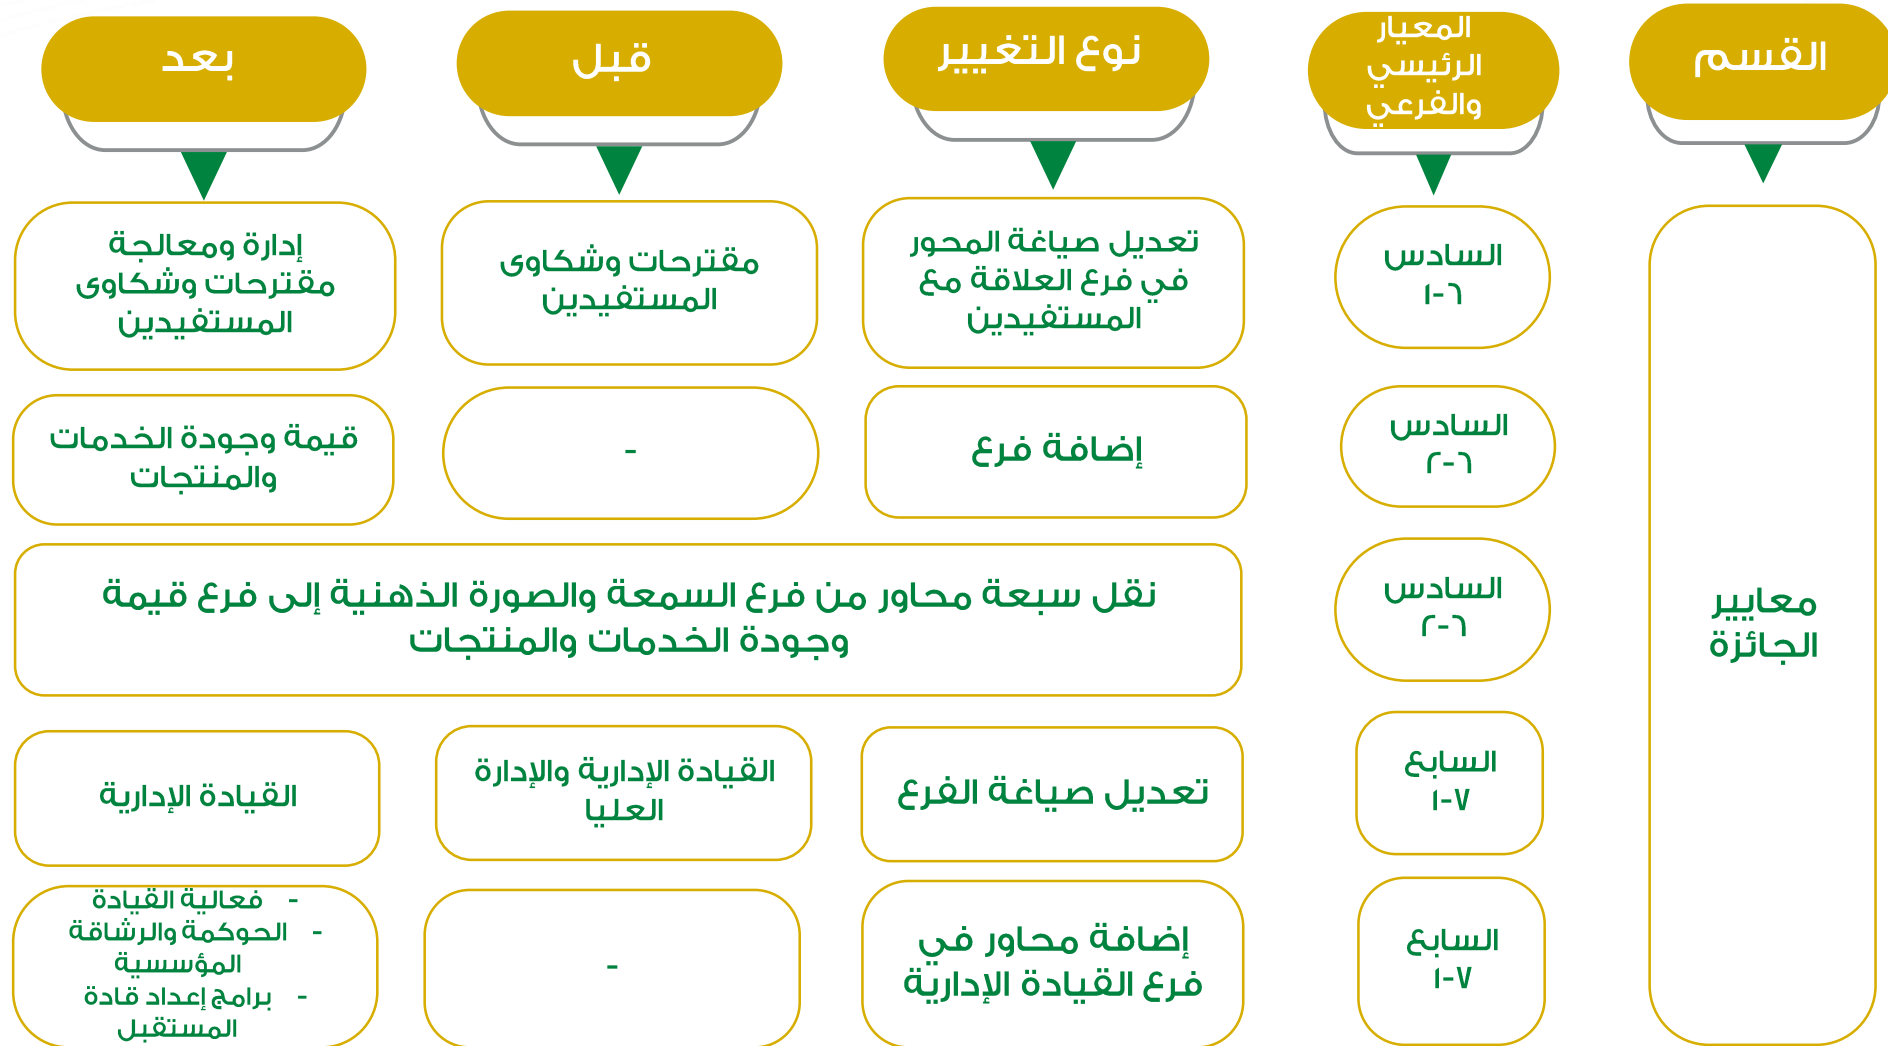 القسم
المعيار
الرئيسي
والفرعي
نوع التغيير
قبل
بعد
معايير
الجائزة
السادس
٦-١
تعديل صياغة المحور
في فرع العلاقة مع
المستفيدين
مقترحات وشكاوى
المستفيدين
إدارة ومعالجة
مقترحات وشكاوى
المستفيدين
السادس
٦-٢
إضافة فرع
-
قيمة وجودة الخدمات
والمنتجات
السادس
٦-٢
نقل سبعة محاور من فرع السمعة والصورة الذهنية إلى فرع قيمة
وجودة الخدمات والمنتجات
السابع
٧-١
تعديل صياغة الفرع
القيادة الإدارية والإدارة
العليا
القيادة الإدارية
السابع
٧-١
إضافة محاور في
فرع القيادة الإدارية
-
- فعالية القيادة
- الحوكمة والرشاقة
المؤسسية
- برامج إعداد قادة
المستقبل